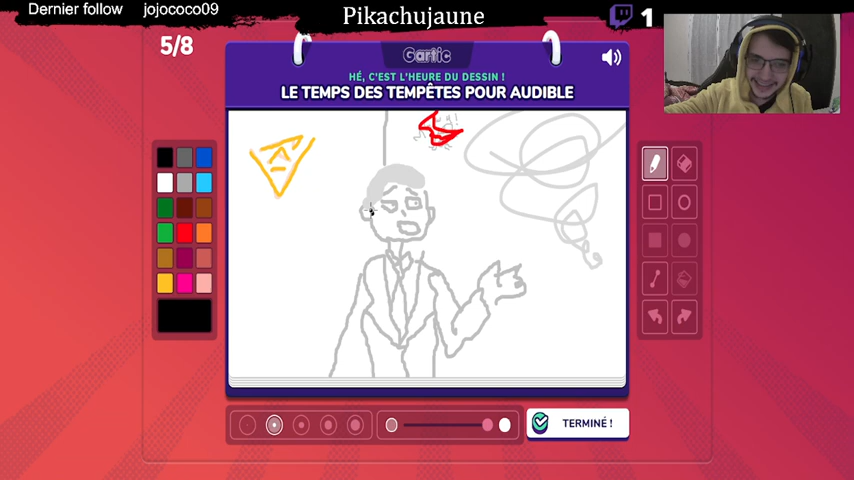 Dernier follow jojococo09
Pikachujaune
1
5/8
Gartic
HÉ, C'EST L'HEURE DU DESSIN !
LE TEMPS DES TEMPÊTES POUR AUDIBLE
TERMINÉ !